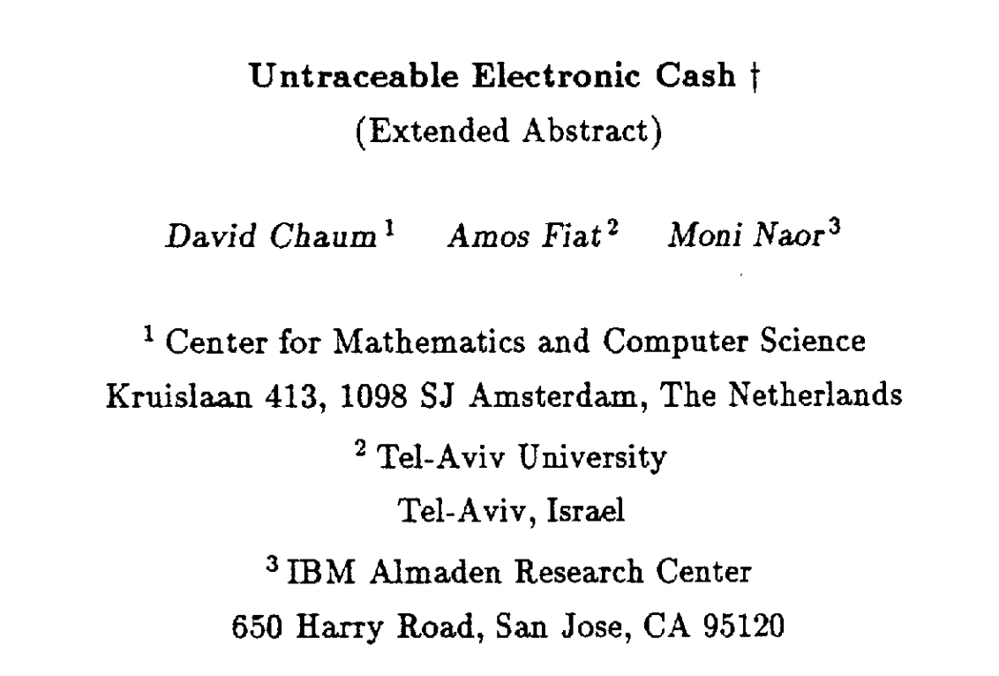 Untraceable Electronic Cash †
(Extended Abstract)
David Chaum 1 Amos Fiat 2 Moni Naor 3
1 Center for Mathematics and Computer Science
Kruislaan 413, 1098 SJ Amsterdam, The Netherlands
2 Tel-Aviv University
Tel-Aviv, Israel
3 IBM Almaden Research Center
650 Harry Road, San Jose, CA 95120